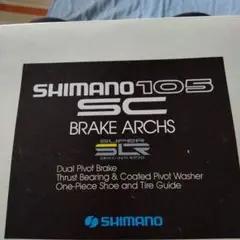 SHIMANO 105
SC
BRAKE ARCHS
SUPER
SLR
Dual Pivot Brake
Thrust Bearing & Coated Pivot Washer
One-Piece Shoe and Tire Guide
SHIMANO